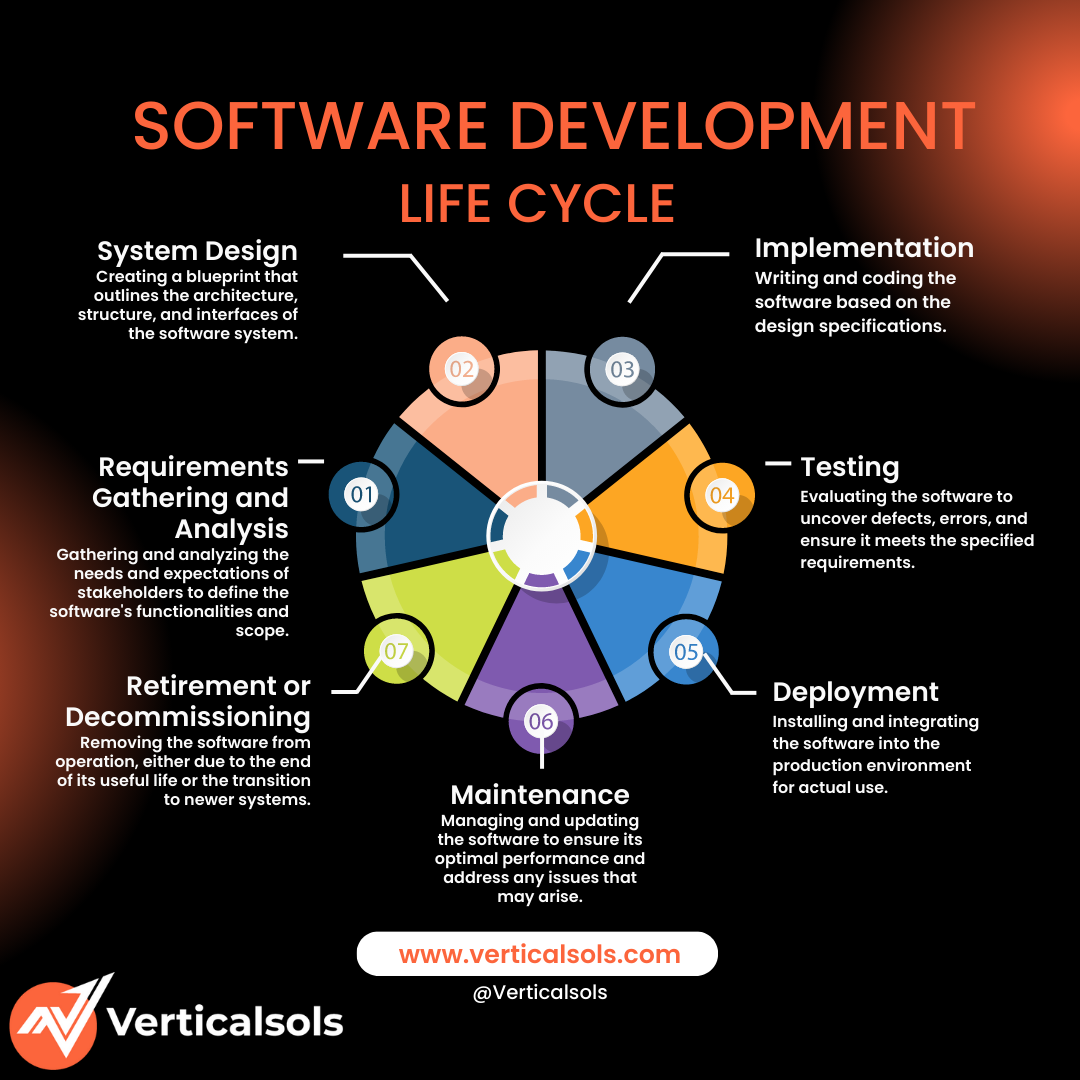 SOFTWARE DEVELOPMENT
LIFE CYCLE
System Design
Creating a blueprint that
outlines the architecture,
structure, and interfaces of
the software system.
Implementation
Writing and coding the
software based on the
design specifications.
02
03
Requirements
Gathering and
Analysis
Gathering and analyzing the
needs and expectations of
stakeholders to define the
software's functionalities and
scope.
01
04
Testing
Evaluating the software to
uncover defects, errors, and
ensure it meets the specified
requirements.
07
05
Retirement or
Decommissioning
Removing the software from
operation, either due to the end
of its useful life or the transition
to newer systems.
06
Deployment
Installing and integrating
the software into the
production environment
for actual use.
Maintenance
Managing and updating
the software to ensure its
optimal performance and
address any issues that
may arise.
www.verticalsols.com
@Verticalsols
Verticalsols